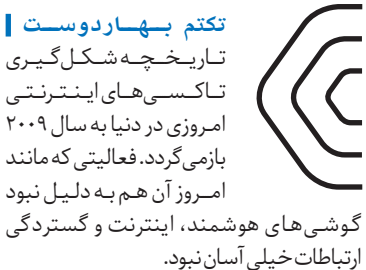 تکتم بهاردوست |
تاریخچه شکل‌گیری
تاکسی‌های اینترنتی
امروزی در دنیا به سال ۲۰۰۹
بازمی‌گردد. فعالیتی که مانند
امروز آن هم به دلیل نبود
گوشی‌های هوشمند، اینترنت و گستردگی
ارتباطات خیلی آسان نبود.